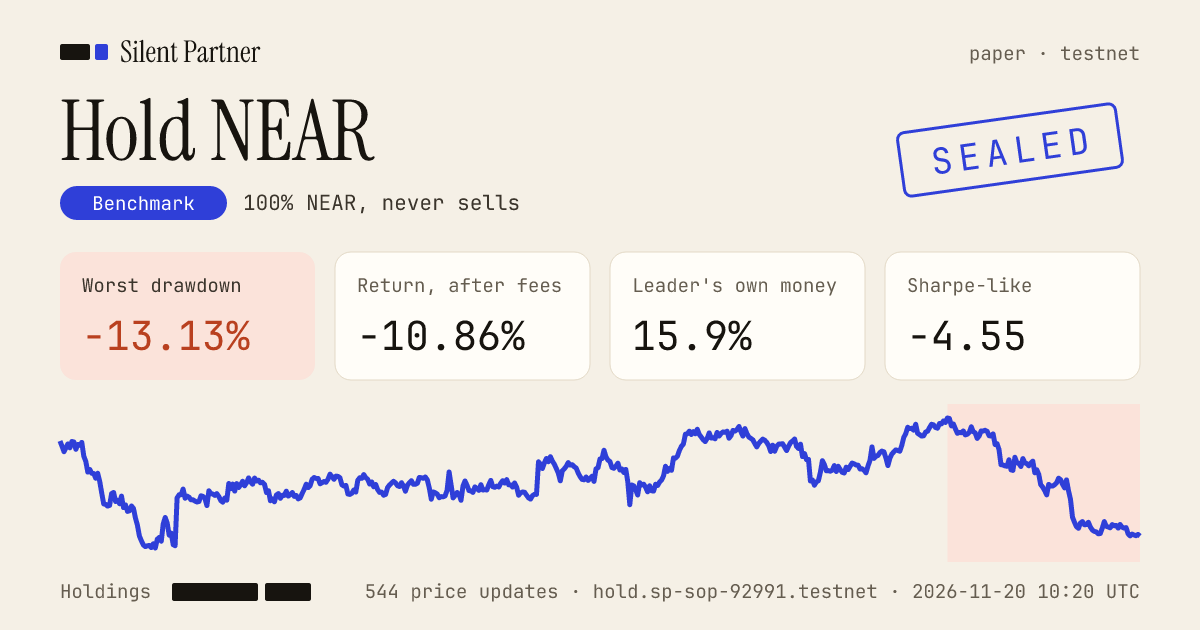 Silent Partner
paper · testnet
Hold NEAR
SEALED
Benchmark
100% NEAR, never sells
Worst drawdown
-13.13%
Return, after fees
-10.86%
Leader's own money
15.9%
Sharpe-like
-4.55
Holdings
544 price updates · hold.sp-sop-92991.testnet · 2026-11-20 10:20 UTC